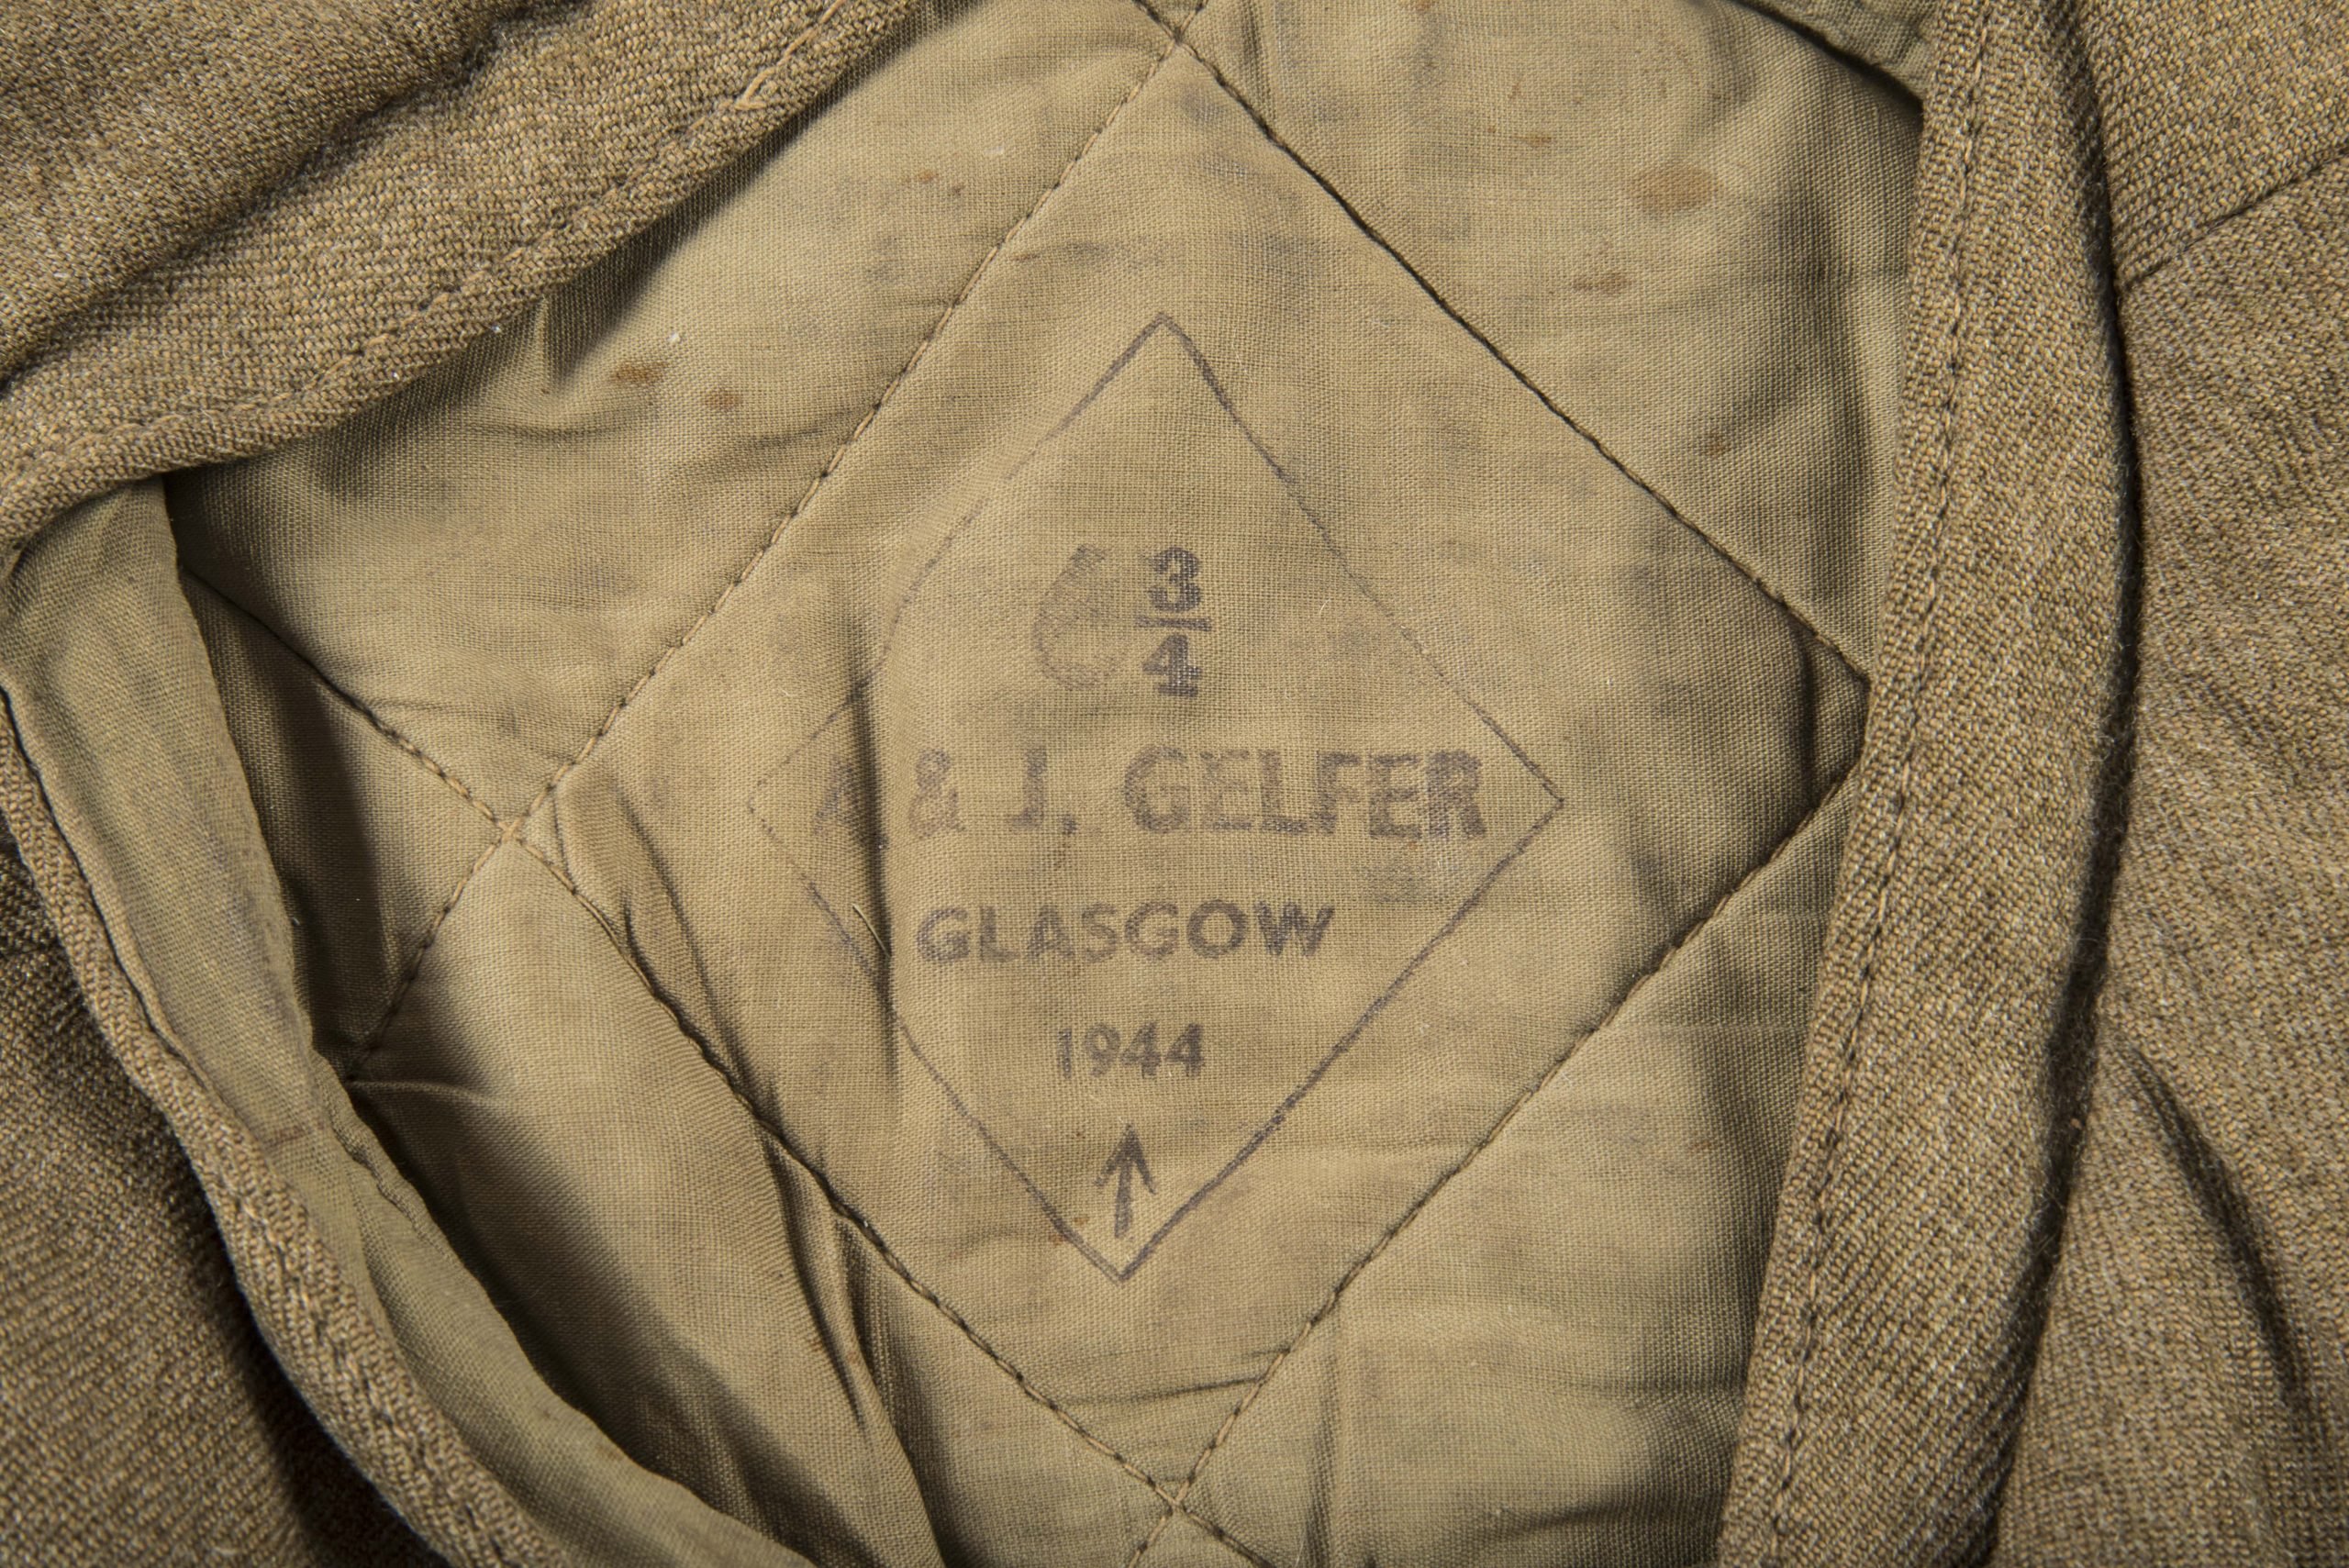 6 3/4
A & J. GELFER
GLASGOW
1944